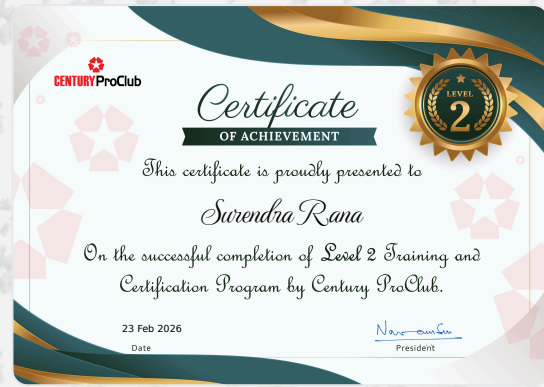 CENTURY ProClub
LEVEL
2
Certificate
OF ACHIEVEMENT
This certificate is proudly presented to
Surendra Rana
On the successful completion of Level 2 Training and
Certification Program by Century ProClub.
23 Feb 2026
Date
President